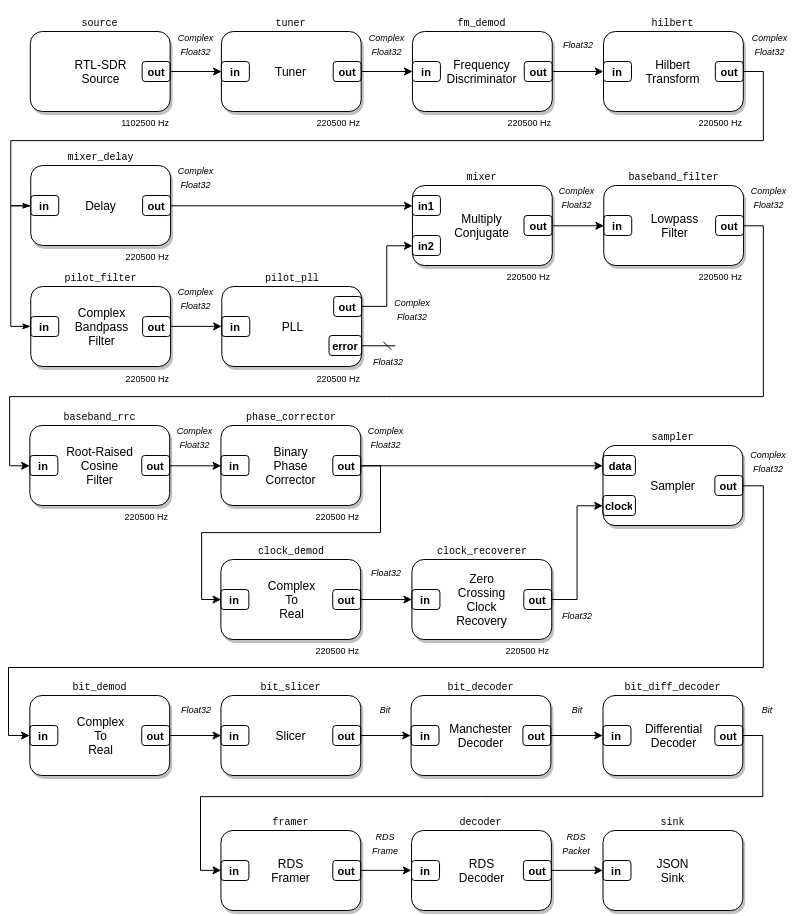 source
tuner
fm_demod
hilbert
Complex
Float32
Complex
Float32
Float32
Complex
Float32
RTL-SDR
Source
out
in
Tuner
out
in
Frequency
Discriminator
out
in
Hilbert
Transform
out
1102500 Hz
220500 Hz
220500 Hz
220500 Hz
mixer_delay
Complex
Float32
in
Delay
out
220500 Hz
mixer
baseband_filter
in1
in2
Multiply
Conjugate
out
Complex
Float32
in
Lowpass
Filter
out
Complex
Float32
220500 Hz
220500 Hz
pilot_filter
pilot_pll
in
Complex
Bandpass
Filter
out
Complex
Float32
in
PLL
out
error
Complex
Float32
Float32
220500 Hz
220500 Hz
baseband_rrc
phase_corrector
in
Root-Raised
Cosine
Filter
out
Complex
Float32
in
Binary
Phase
Corrector
out
Complex
Float32
220500 Hz
220500 Hz
sampler
data
clock
Sampler
out
Complex
Float32
clock_demod
clock_recoverer
in
Complex
To
Real
out
Float32
in
Zero
Crossing
Clock
Recovery
out
Float32
220500 Hz
220500 Hz
bit_demod
bit_slicer
bit_decoder
bit_diff_decoder
in
Complex
To
Real
out
Float32
in
Slicer
out
Bit
in
Manchester
Decoder
out
Bit
in
Differential
Decoder
out
Bit
framer
decoder
sink
in
RDS
Framer
out
RDS
Frame
in
RDS
Decoder
out
RDS
Packet
in
JSON
Sink